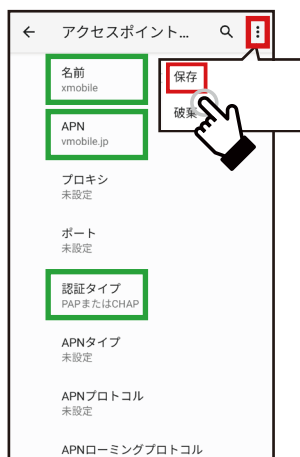 アクセスポイント...
保存
破棄
名前
xmobile
APN
vmobile.jp
プロキシ
未設定
ポート
未設定
認証タイプ
PAPまたはCHAP
APNタイプ
未設定
APNプロトコル
未設定
APNローミングプロトコル